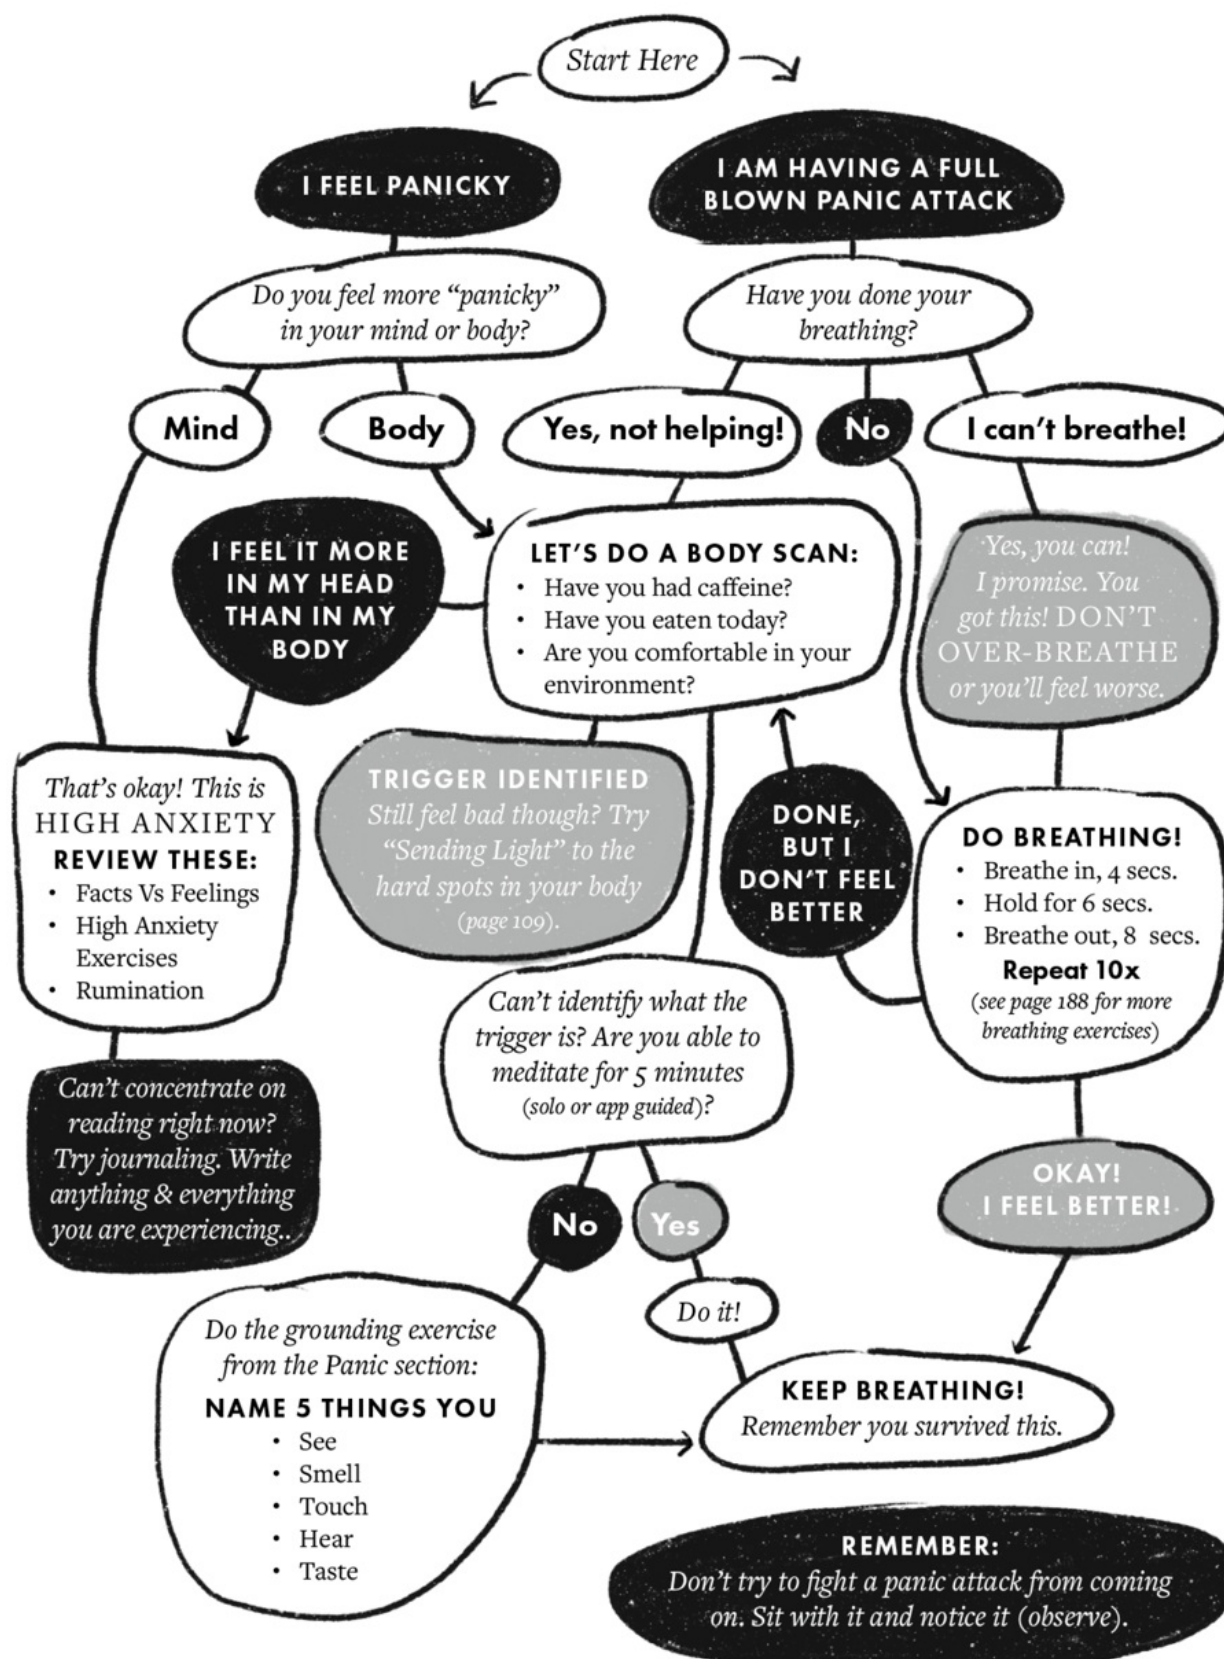 Start Here
I FEEL PANICKY
I AM HAVING A FULL
BLOWN PANIC ATTACK
Do you feel more “panicky”
in your mind or body?
Have you done your
breathing?
Mind
Body
Yes, not helping!
No
I can’t breathe!
I FEEL IT MORE
IN MY HEAD
THAN IN MY
BODY
LET’S DO A BODY SCAN:
• Have you had caffeine?
• Have you eaten today?
• Are you comfortable in your
environment?
Yes, you can!
I promise. You
got this! DON’T
OVER-BREATHE
or you’ll feel worse.
That’s okay! This is
HIGH ANXIETY
REVIEW THESE:
• Facts Vs Feelings
• High Anxiety
Exercises
• Rumination
TRIGGER IDENTIFIED
Still feel bad though? Try
“Sending Light” to the
hard spots in your body
(page 109).
DONE,
BUT I
DON’T FEEL
BETTER
DO BREATHING!
• Breathe in, 4 secs.
• Hold for 6 secs.
• Breathe out, 8 secs.
Repeat 10x
(see page 188 for more
breathing exercises)
Can’t concentrate on
reading right now?
Try journaling. Write
anything & everything
you are experiencing..
Can’t identify what the
trigger is? Are you able to
meditate for 5 minutes
(solo or app guided)?
OKAY!
I FEEL BETTER!
No
Yes
Do it!
Do the grounding exercise
from the Panic section:
NAME 5 THINGS YOU
• See
• Smell
• Touch
• Hear
• Taste
KEEP BREATHING!
Remember you survived this.
REMEMBER:
Don’t try to fight a panic attack from coming
on. Sit with it and notice it (observe).